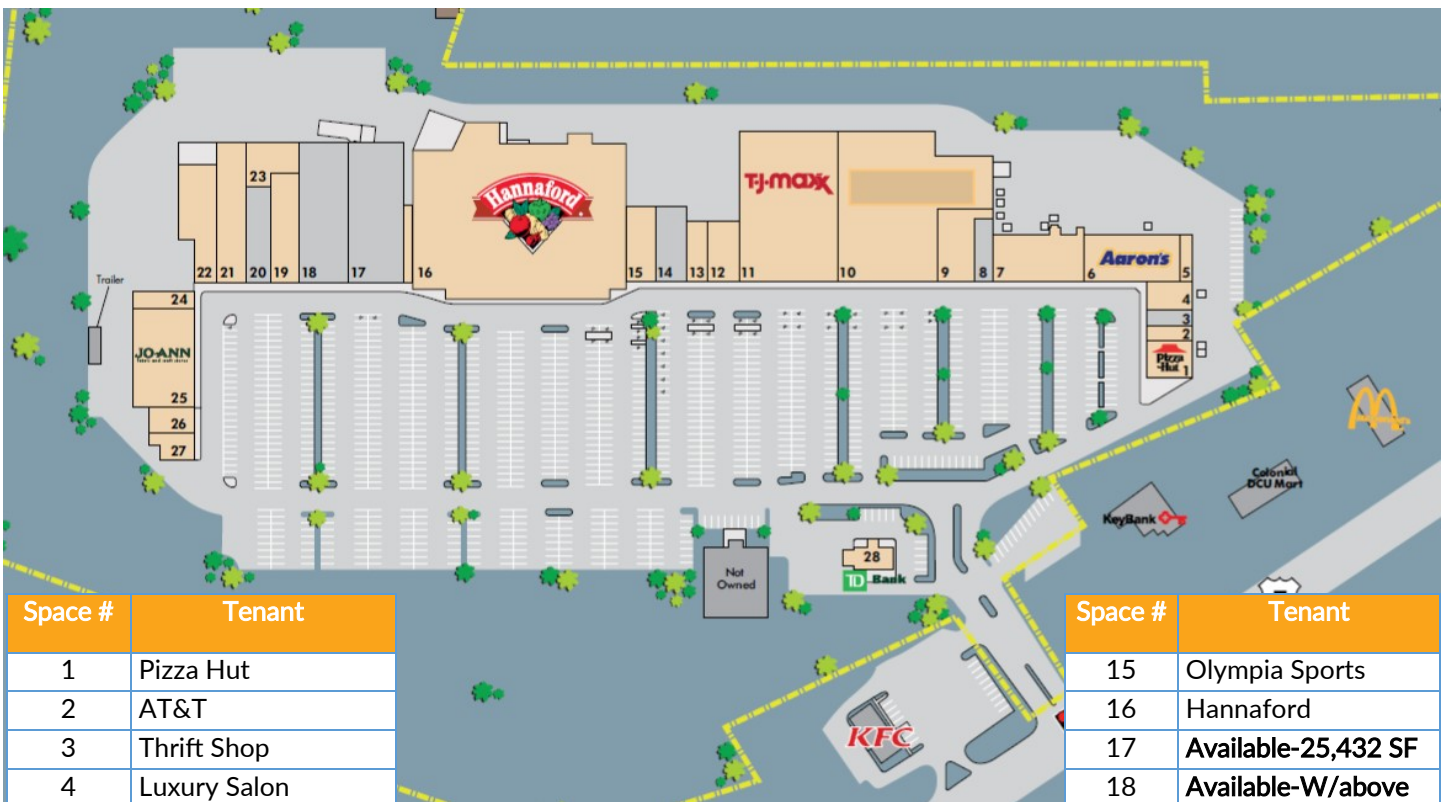 Hannaford
T·J·maxx
23
22 21 20 19 18 17 16 15 14 13 12 11 10 9 8 7 6 5
Aaron's
Trailer
24
4
3
2
JO-ANN
Pizza
Hut
1
25
26
27
Colonial
DCU Mart
KeyBank
Not
Owned
28
TD Bank
KFC
Space # Tenant
1 Pizza Hut
2 AT&T
3 Thrift Shop
4 Luxury Salon
Space # Tenant
15 Olympia Sports
16 Hannaford
17 Available-25,432 SF
18 Available-W/above